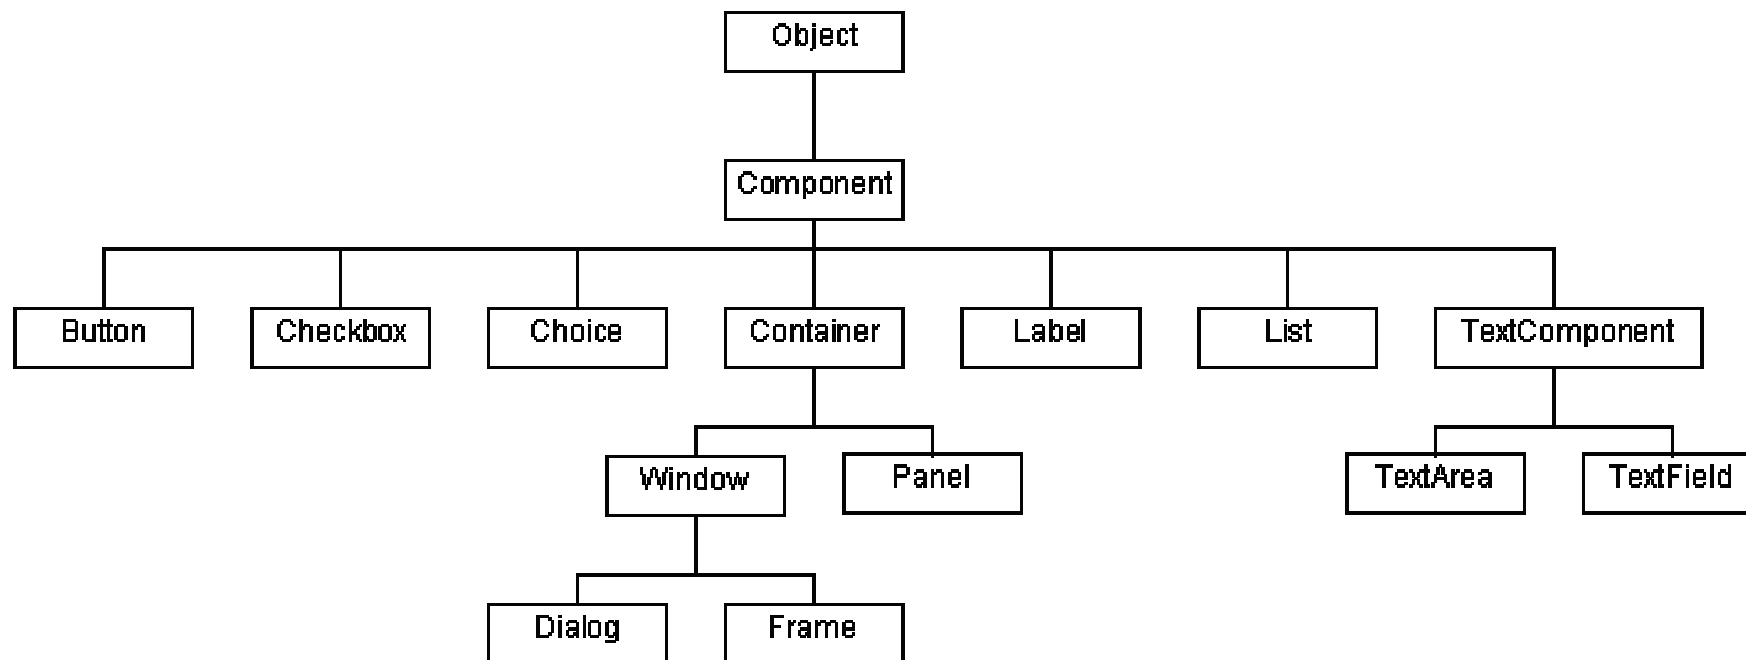 Object
Component
Button
Checkbox
Choice
Container
Label
List
TextComponent
Window
Panel
TextArea
TextField
Dialog
Frame